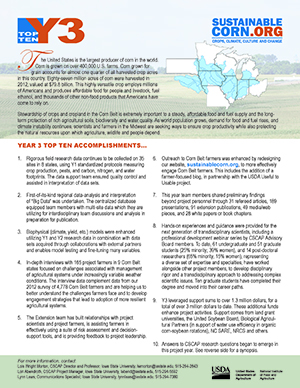 TOP TEN Y3
SUSTAINABLE
CORN.ORG
CROPS, CLIMATE, CULTURE AND CHANGE
The United States is the largest producer of corn in the world.
Corn is grown on over 400,000 U.S. farms. Corn grown for
grain accounts for almost one quarter of all harvested crop acres
in this country. Eighty-seven million acres of corn were harvested in
2012, valued at
This highly versatile crop employs millions
of Americans and produces affordable food for people and livestock, fuel
ethanol, and thousands of other non-food products that Americans have
come to rely on.
Stewardship of crops and cropland in the Corn Belt is extremely important to a steady, affordable food and fuel supply and the long-
term protection of rich agricultural soils, biodiversity and water quality. As world population grows, demand for food and fuel rises, and
climate instability continues, scientists and farmers in the Midwest are seeking ways to ensure crop productivity while also protecting
the natural resources upon which agriculture, wildlife and people depend.
YEAR 3 TOP TEN ACCOMPLISHMENTS...
1. Rigorous field research data continues to be collected on 35
sites in 8 states, using Y1 standardized protocols measuring
crop production, pests, and carbon, nitrogen, and water
footprints. The data support team ensured quality control and
assisted in interpretation of data sets.
2. First-of-its-kind regional data-analysis and interpretation
of "Big Data" was undertaken. The centralized database
equipped team members with multi-site data which they are
utilizing for interdisciplinary team discussions and analysis in
preparation for publication.
3. Biophysical (climate, yield, etc.) models were enhanced
utilizing Y1 and Y2 research data in combination with data
sets acquired through collaborations with external partners
and enables model testing and fine-tuning many variables.
4. In-depth interviews with 165 project farmers in 9 Corn Belt
states focused on challenges associated with management of
agricultural systems under increasingly variable weather
conditions. The interview data complement data from our
2012 survey of 4,778 Corn Belt farmers and are helping us to
better understand the challenges farmers face and to develop
engagement strategies that lead to adoption of more resilient
agricultural systems.
5. The Extension team has built relationships with project
scientists and project farmers, is assisting farmers in
effectively using a suite of risk assessment and decision-
support tools, and is providing feedback to project leadership.
6. Outreach to Corn Belt farmers was enhanced by redesigning
our website, sustainablecorn.org, to more effectively
engage Corn Belt farmers. This includes the addition of a
farmer-focused blog, in partnership with the USDA Useful to
Usable project.
7. This year team members shared preliminary findings
beyond project personnel through 31 refereed articles, 189
presentations, 31 extension publications, 49 media/web
pieces, and 28 white papers or book chapters.
8. Hands-on experiences and guidance were provided for the
next generation of transdisciplinary scientists, including a
professional development webinar series by CSCAP Advisory
Board members. To date, 61 undergraduate and 51 graduate
students (27% minority, 39% women), and 14 post-doctoral
researchers (65% minority, 15% women), representing
a diverse set of expertise and specialties, have worked
alongside other project members, to develop disciplinary
rigor and a transdisciplinary approach to addressing complex
scientific issues. Ten graduate students have completed their
degree and moved into their career paths.
9. Y3 leveraged support sums to over 1.3 million dollars, for a
total of over 3 million dollars to date. These additional funds
enhance project activities. Support comes from land grant
universities, the United Soybean Board, Biological Agricul-
tural Partners (in support of water use efficiency in organic
corn-soybean rotations), NC SARE, NRCS and others.
10. Answers to CSCAP research questions began to emerge in
this project year. See reverse side for a synopsis.
For more information, contact:
Lois Wright Morton, CSCAP Director and Professor, Iowa State University,
Lori Abendroth, CSCAP Project Manager, Iowa State University,
Lynn Laws, Communications Specialist, Iowa State University,
USDA
United States
Department of
Agriculture
National Institute
of Food and
Agriculture